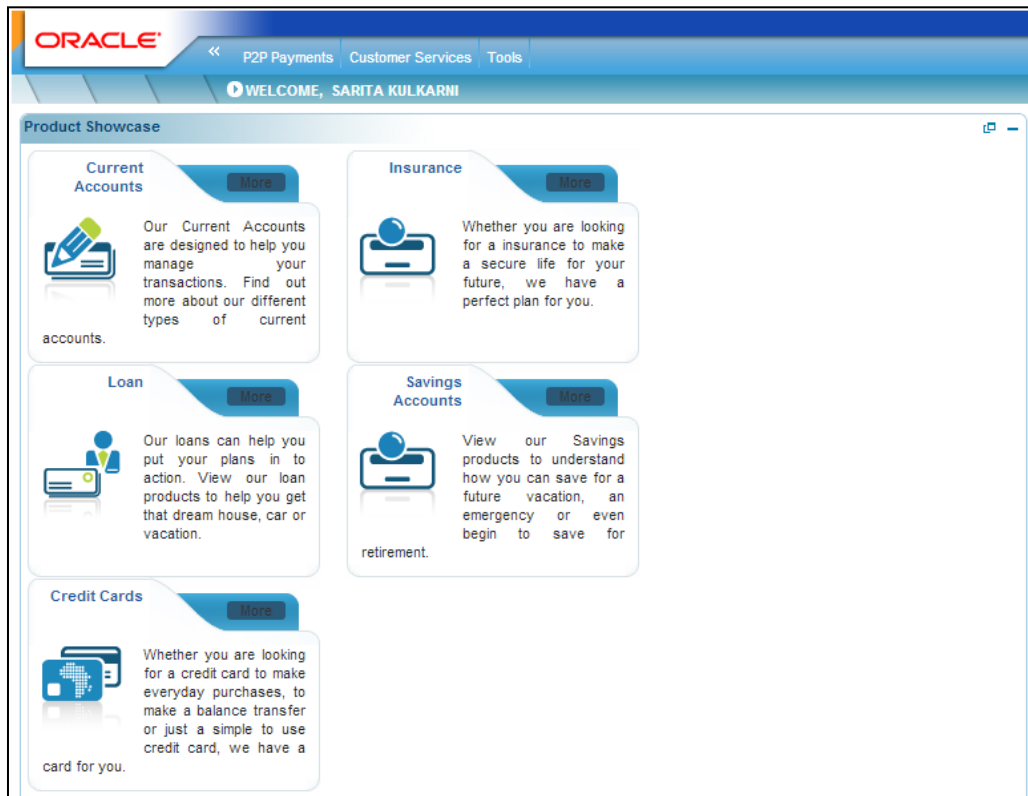 ORACLE
« P2P Payments Customer Services Tools
WELCOME, SARITA KULKARNI
Product Showcase
Current
Accounts
More
Our Current Accounts
are designed to help you
manage your
transactions. Find out
more about our different
types of current
accounts.
Insurance
More
Whether you are looking
for a insurance to make
a secure life for your
future, we have a
perfect plan for you.
Loan
More
Our loans can help you
put your plans in to
action. View our loan
products to help you get
that dream house, car or
vacation.
Savings
Accounts
More
View our Savings
products to understand
how you can save for a
future vacation, an
emergency or even
begin to save for
retirement.
Credit Cards
More
Whether you are looking
for a credit card to make
everyday purchases, to
make a balance transfer
or just a simple to use
credit card, we have a
card for you.